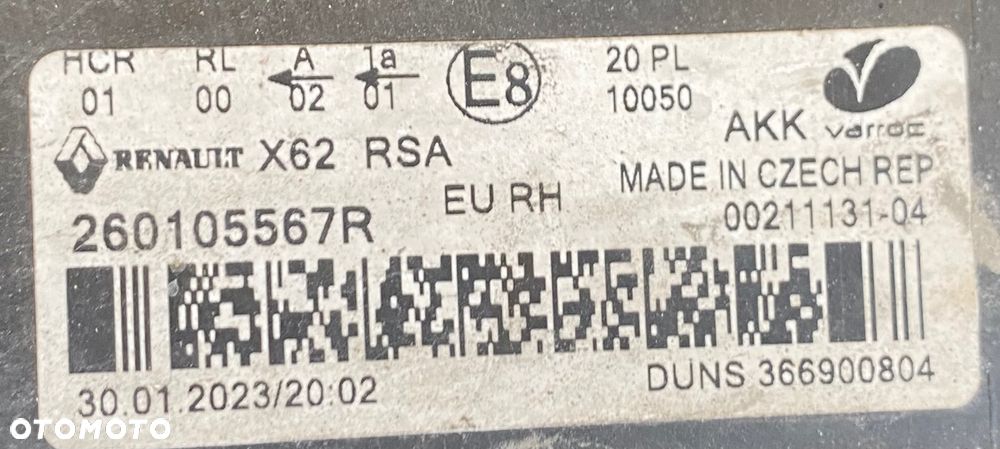 HCR RL A 1a 20 PL
01 00 02 01 E8 10050
RENAULT X62 RSA AKK varroc
EU RH MADE IN CZECH REP
260105567R 00211131-04
30.01.2023/20:02 DUNS 366900804
OTOMOTO